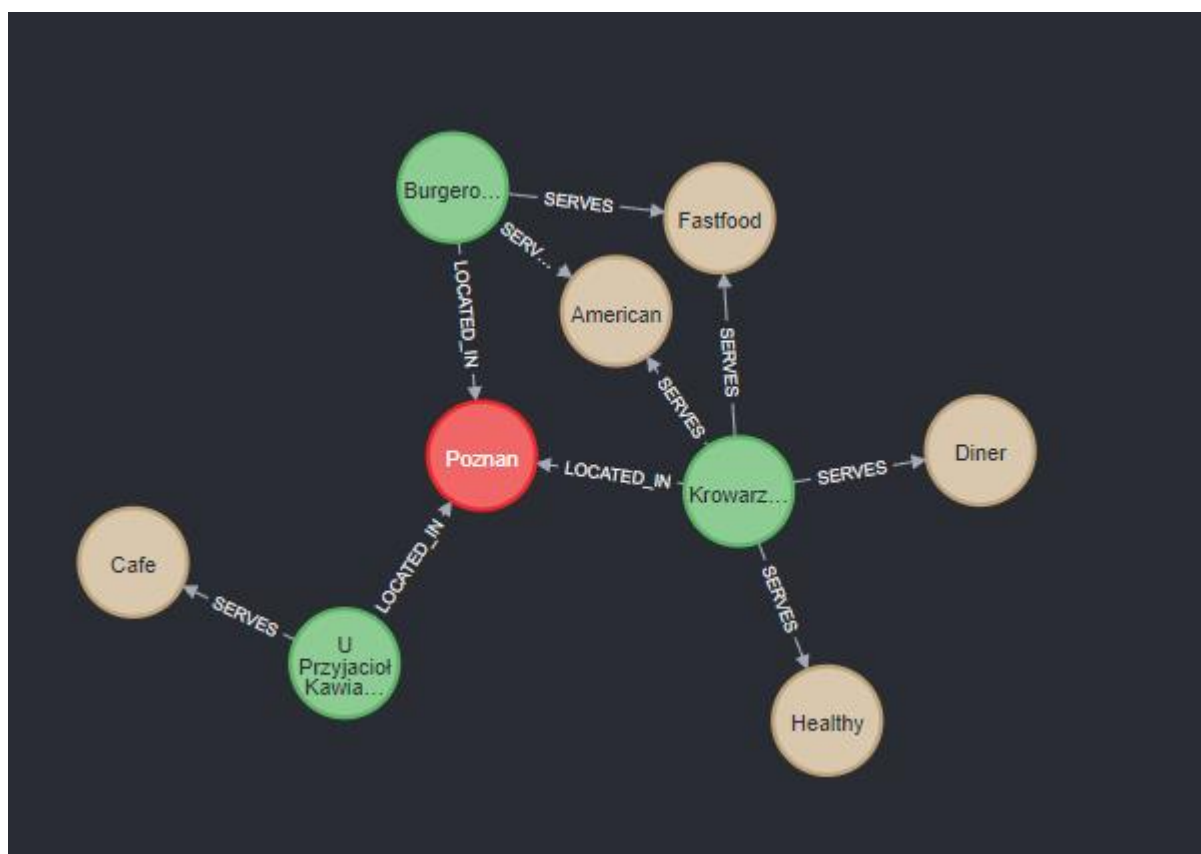 Burgero...
SERVES
Fastfood
SERV...
American
LOCATED_IN
SERVES
SERVES
Poznan
LOCATED_IN
Krowarz...
SERVES
Diner
Cafe
SERVES
LOCATED_IN
SERVES
U
Przyjaciół
Kawia...
Healthy